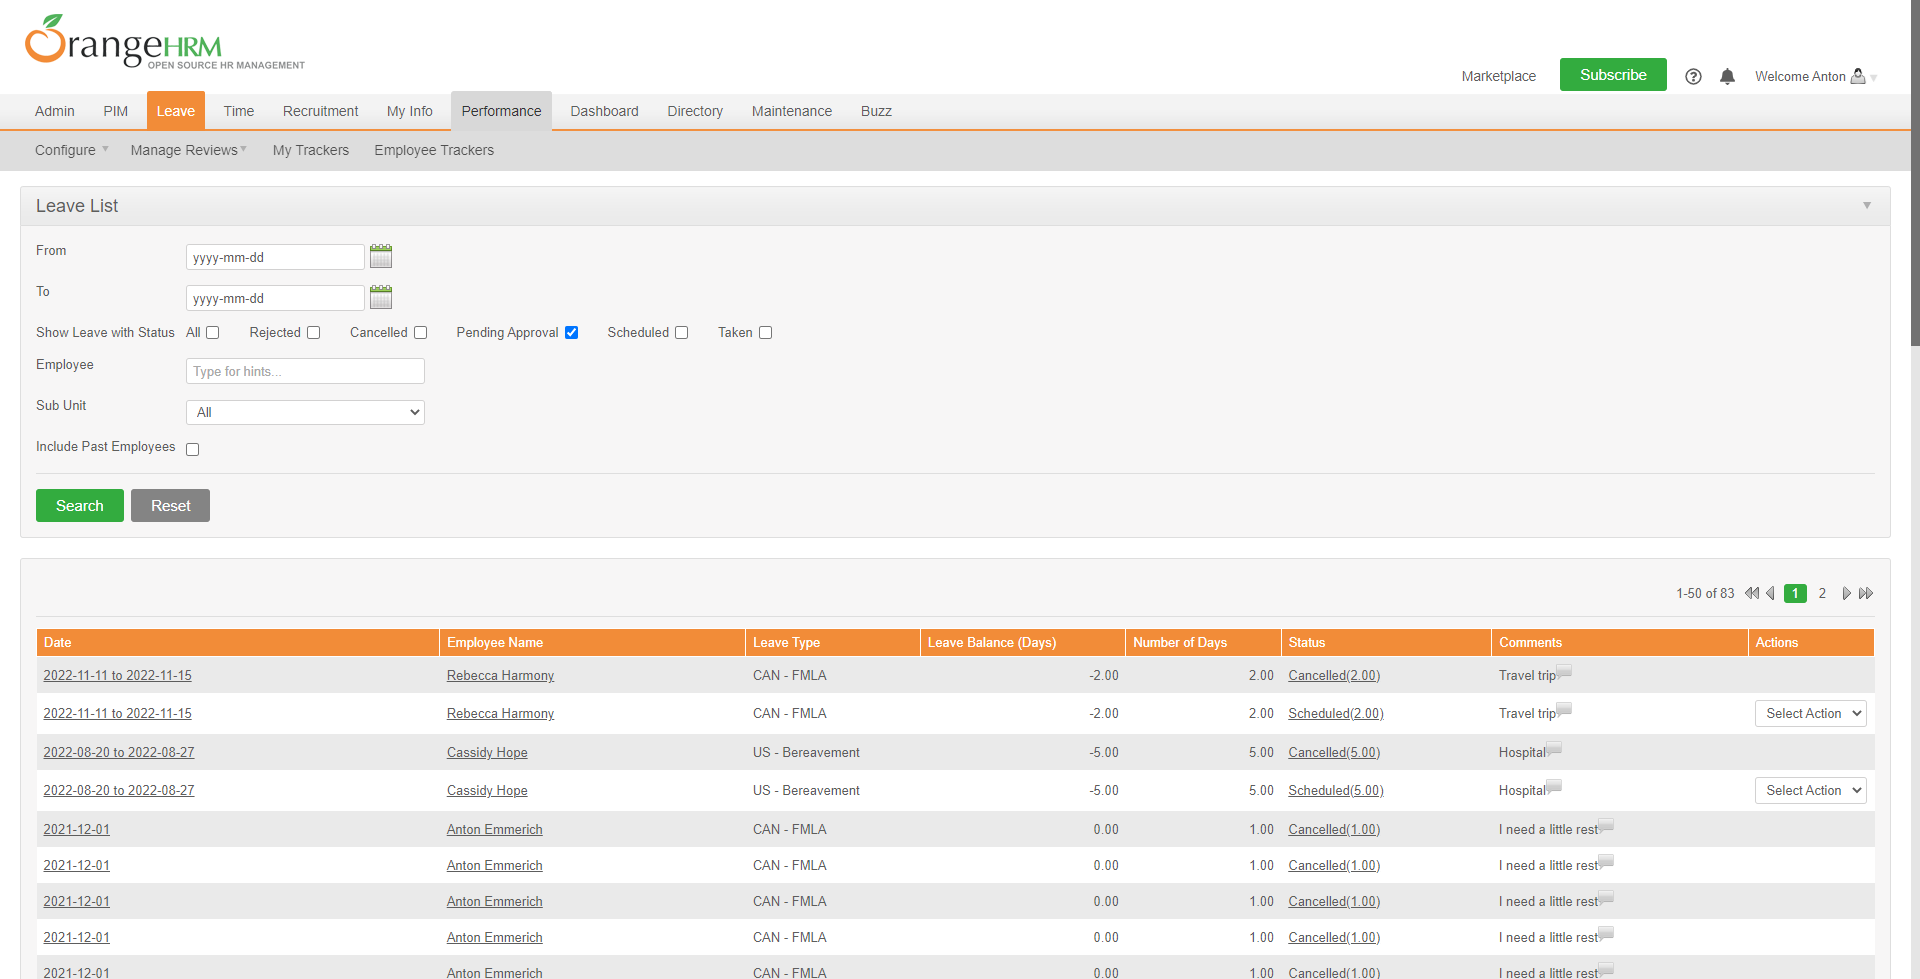 OrangeHRM
OPEN SOURCE HR MANAGEMENT
Marketplace Subscribe Welcome Anton
Admin PIM Leave Time Recruitment My Info Performance Dashboard Directory Maintenance Buzz
Configure Manage Reviews My Trackers Employee Trackers
Leave List
From yyyy-mm-dd
To yyyy-mm-dd
Show Leave with Status All Rejected Cancelled Pending Approval Scheduled Taken
Employee Type for hints...
Sub Unit All
Include Past Employees
Search Reset
1-50 of 83 1 2
Date Employee Name Leave Type Leave Balance (Days) Number of Days Status Comments Actions
2022-11-11 to 2022-11-15 Rebecca Harmony CAN - FMLA -2.00 2.00 Cancelled(2.00) Travel trip
2022-11-11 to 2022-11-15 Rebecca Harmony CAN - FMLA -2.00 2.00 Scheduled(2.00) Travel trip Select Action
2022-08-20 to 2022-08-27 Cassidy Hope US - Bereavement -5.00 5.00 Cancelled(5.00) Hospital
2022-08-20 to 2022-08-27 Cassidy Hope US - Bereavement -5.00 5.00 Scheduled(5.00) Hospital Select Action
2021-12-01 Anton Emmerich CAN - FMLA 0.00 1.00 Cancelled(1.00) I need a little rest
2021-12-01 Anton Emmerich CAN - FMLA 0.00 1.00 Cancelled(1.00) I need a little rest
2021-12-01 Anton Emmerich CAN - FMLA 0.00 1.00 Cancelled(1.00) I need a little rest
2021-12-01 Anton Emmerich CAN - FMLA 0.00 1.00 Cancelled(1.00) I need a little rest
2021-12-01 Anton Emmerich CAN - FMLA 0.00 1.00 Cancelled(1.00) I need a little rest